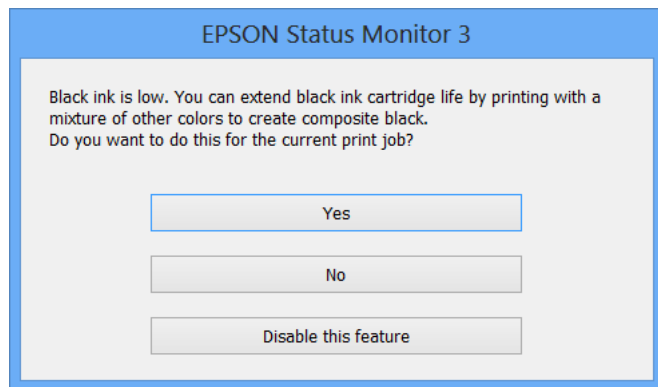 EPSON Status Monitor 3
Black ink is low. You can extend black ink cartridge life by printing with a
mixture of other colors to create composite black.
Do you want to do this for the current print job?
Yes
No
Disable this feature